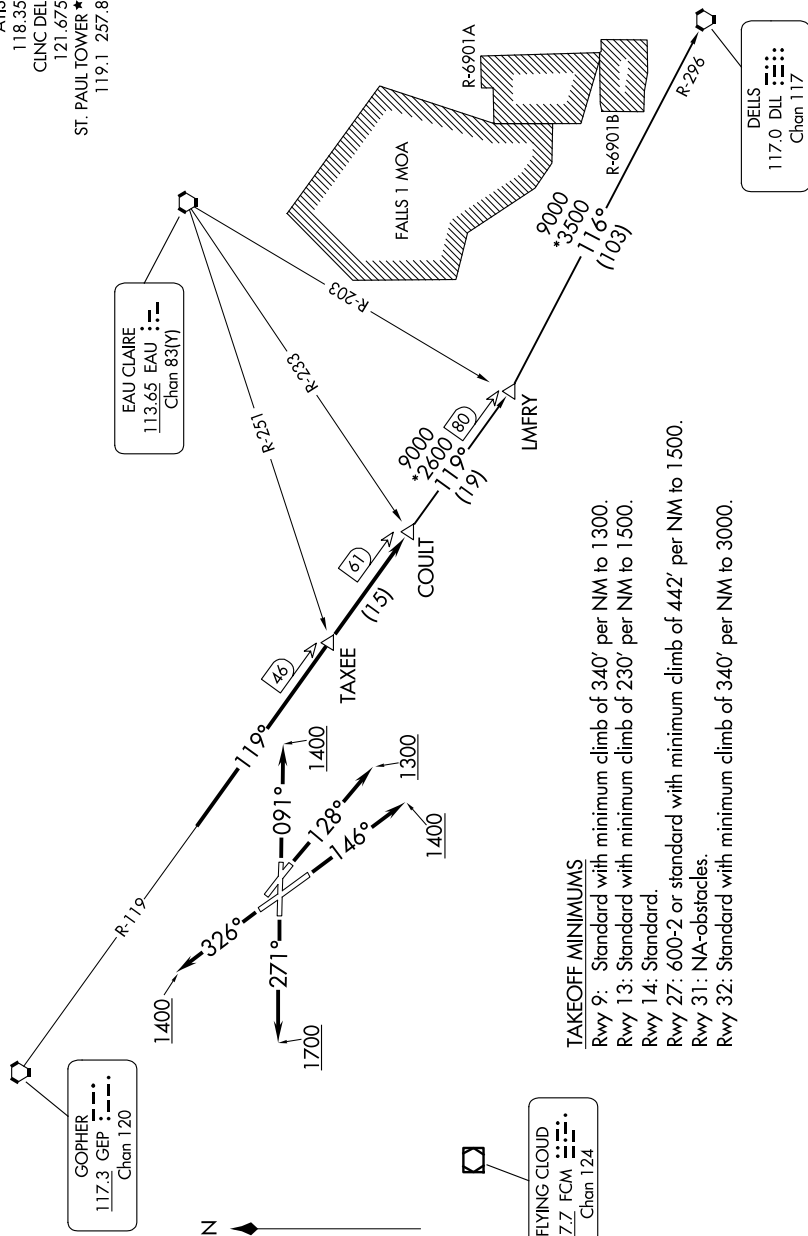 118.35
CLNC DEL
121.675
ST. PAUL TOWER★
119.1 257.8
GOPHER
117.3 GEP
Chan 120
R-119
EAU CLAIRE
113.65 EAU
Chan 83(Y)
R-251
R-233
R-203
FALLS 1 MOA
R-6901A
R-6901B
R-296
DELLS
117.0 DLL
Chan 117
119°
46
TAXEE
(15)
61
COULT
9000
*2600
119°
(19)
80
LMFRY
9000
*3500
116°
(103)
326°
1400
271°
1700
091°
1400
128°
1300
146°
1400
N
FLYING CLOUD
7.7 FCM
Chan 124
TAKEOFF MINIMUMS
Rwy 9: Standard with minimum climb of 340' per NM to 1300.
Rwy 13: Standard with minimum climb of 230' per NM to 1500.
Rwy 14: Standard.
Rwy 27: 600-2 or standard with minimum climb of 442' per NM to 1500.
Rwy 31: NA-obstacles.
Rwy 32: Standard with minimum climb of 340' per NM to 3000.